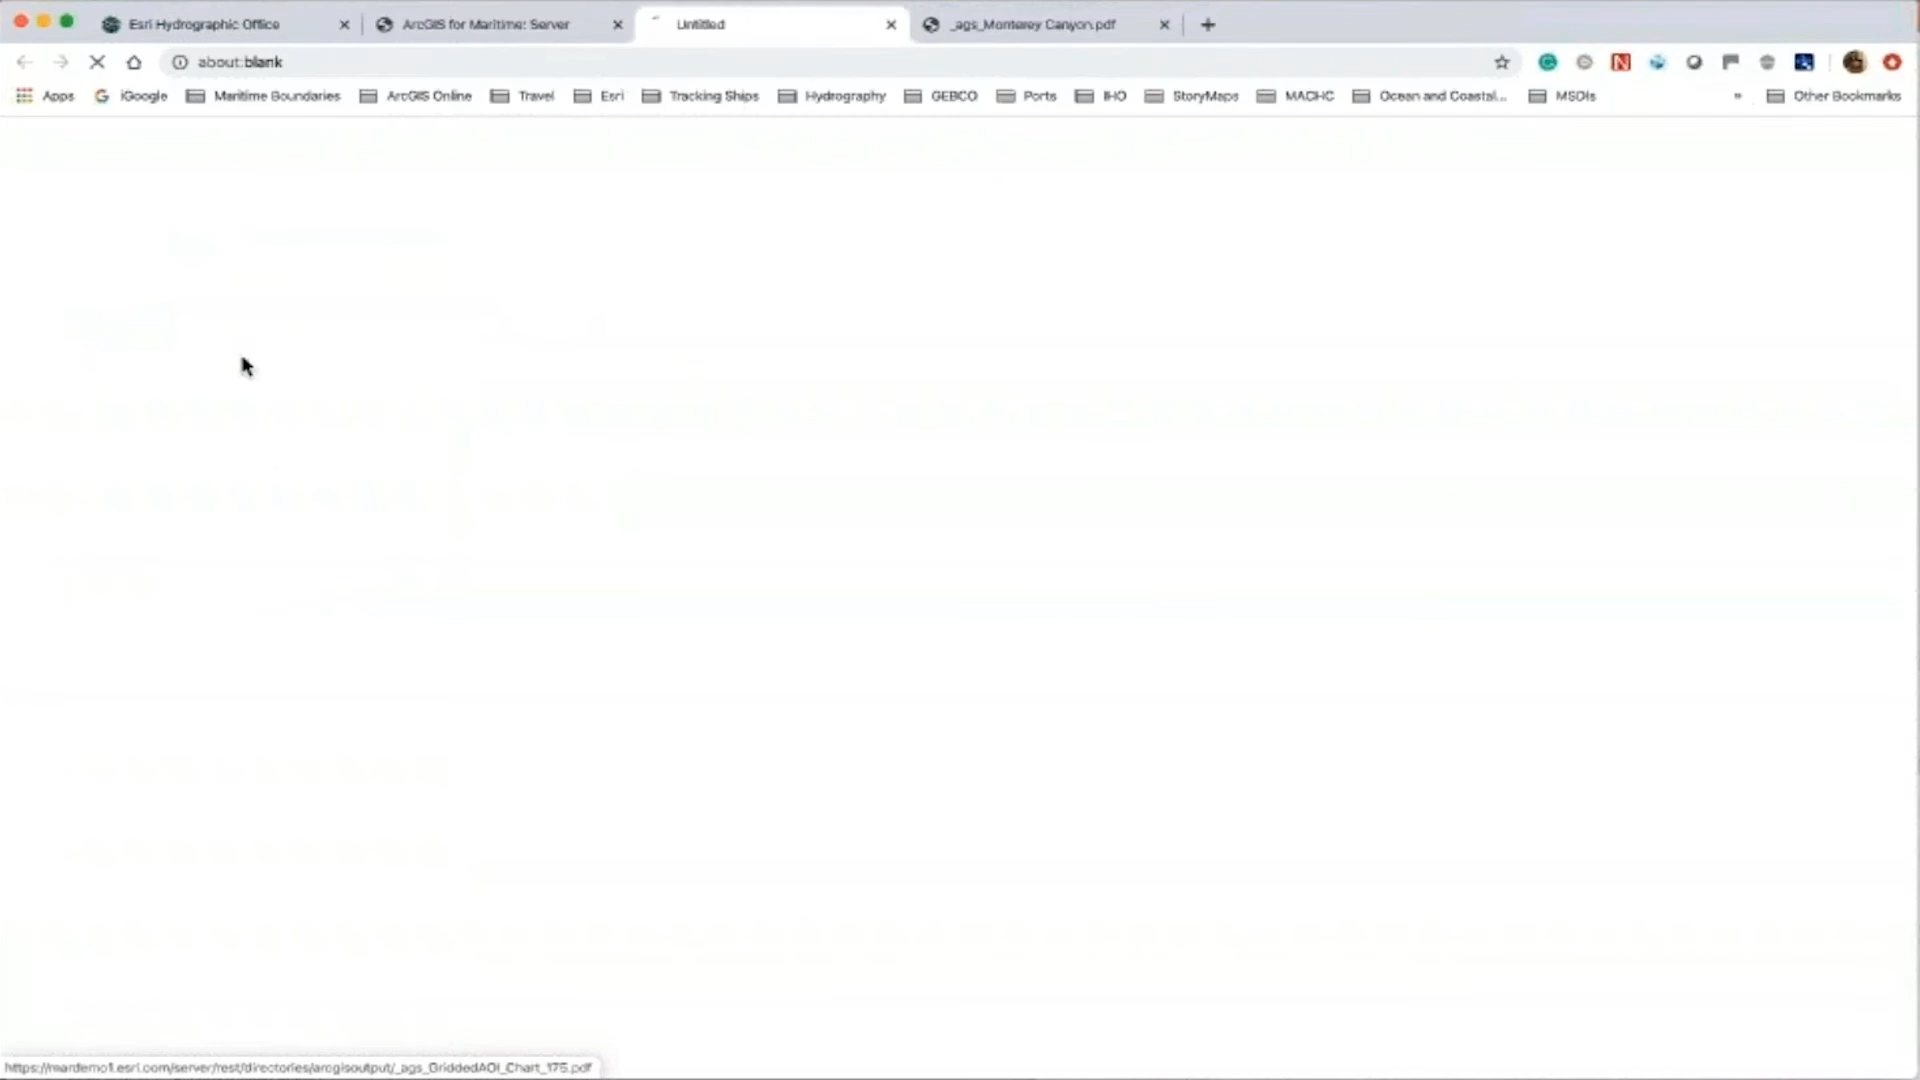 Esri Hydrographic Office
ArcGIS for Maritime: Server
Untitled
_ags_Monterey Canyon.pdf
about:blank
Apps
iGoogle
Maritime Boundaries
ArcGIS Online
Travel
Esri
Tracking Ships
Hydrography
GEBCO
Ports
IHO
StoryMaps
MACHC
Ocean and Coastal...
MSDIs
»
Other Bookmarks
https://mardemo1.esri.com/server/rest/directories/arcgisoutput/_ags_GriddedAOI_Chart_175.pdf